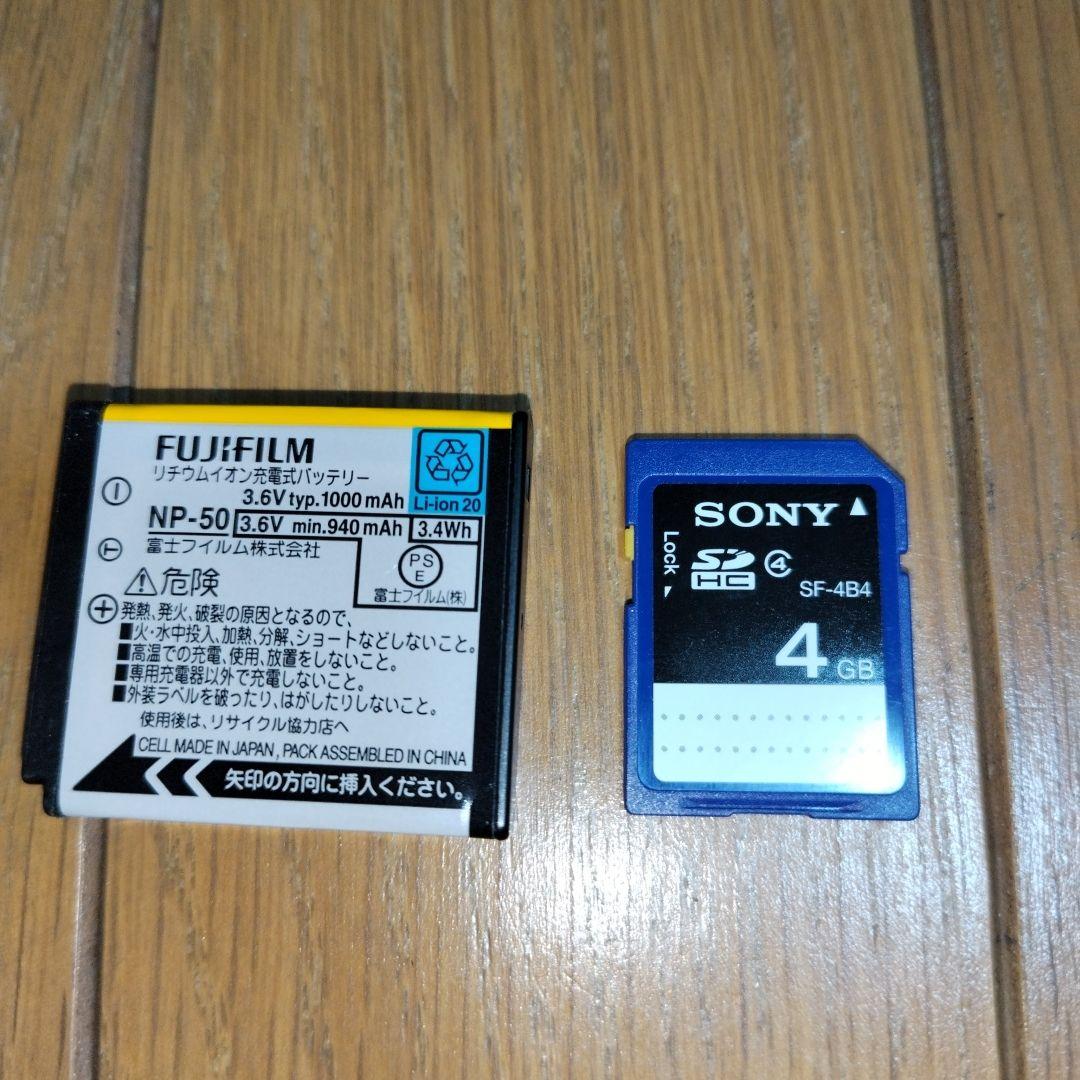 FUJIFILM
リチウムイオン充電式バッテリー
3.6V typ.1000 mAh
Li-ion 20
NP-50
3.6V min.940 mAh
3.4Wh
富士フイルム株式会社
PS
E
富士フイルム(株)
T
危険
発熱、発火、破裂の原因となるので、
■火・水中投入、加熱、分解、ショートなどしないこと。
■高温での充電、使用、放置をしないこと。
■専用充電器以外で充電しないこと。
■外装ラベルを破ったり、はがしたりしないこと。
使用後は、リサイクル協力店へ
CELL MADE IN JAPAN , PACK ASSEMBLED IN CHINA
矢印の方向に挿入ください。
SONY
Lock
SD HC
4
SF-4B4
4 GB